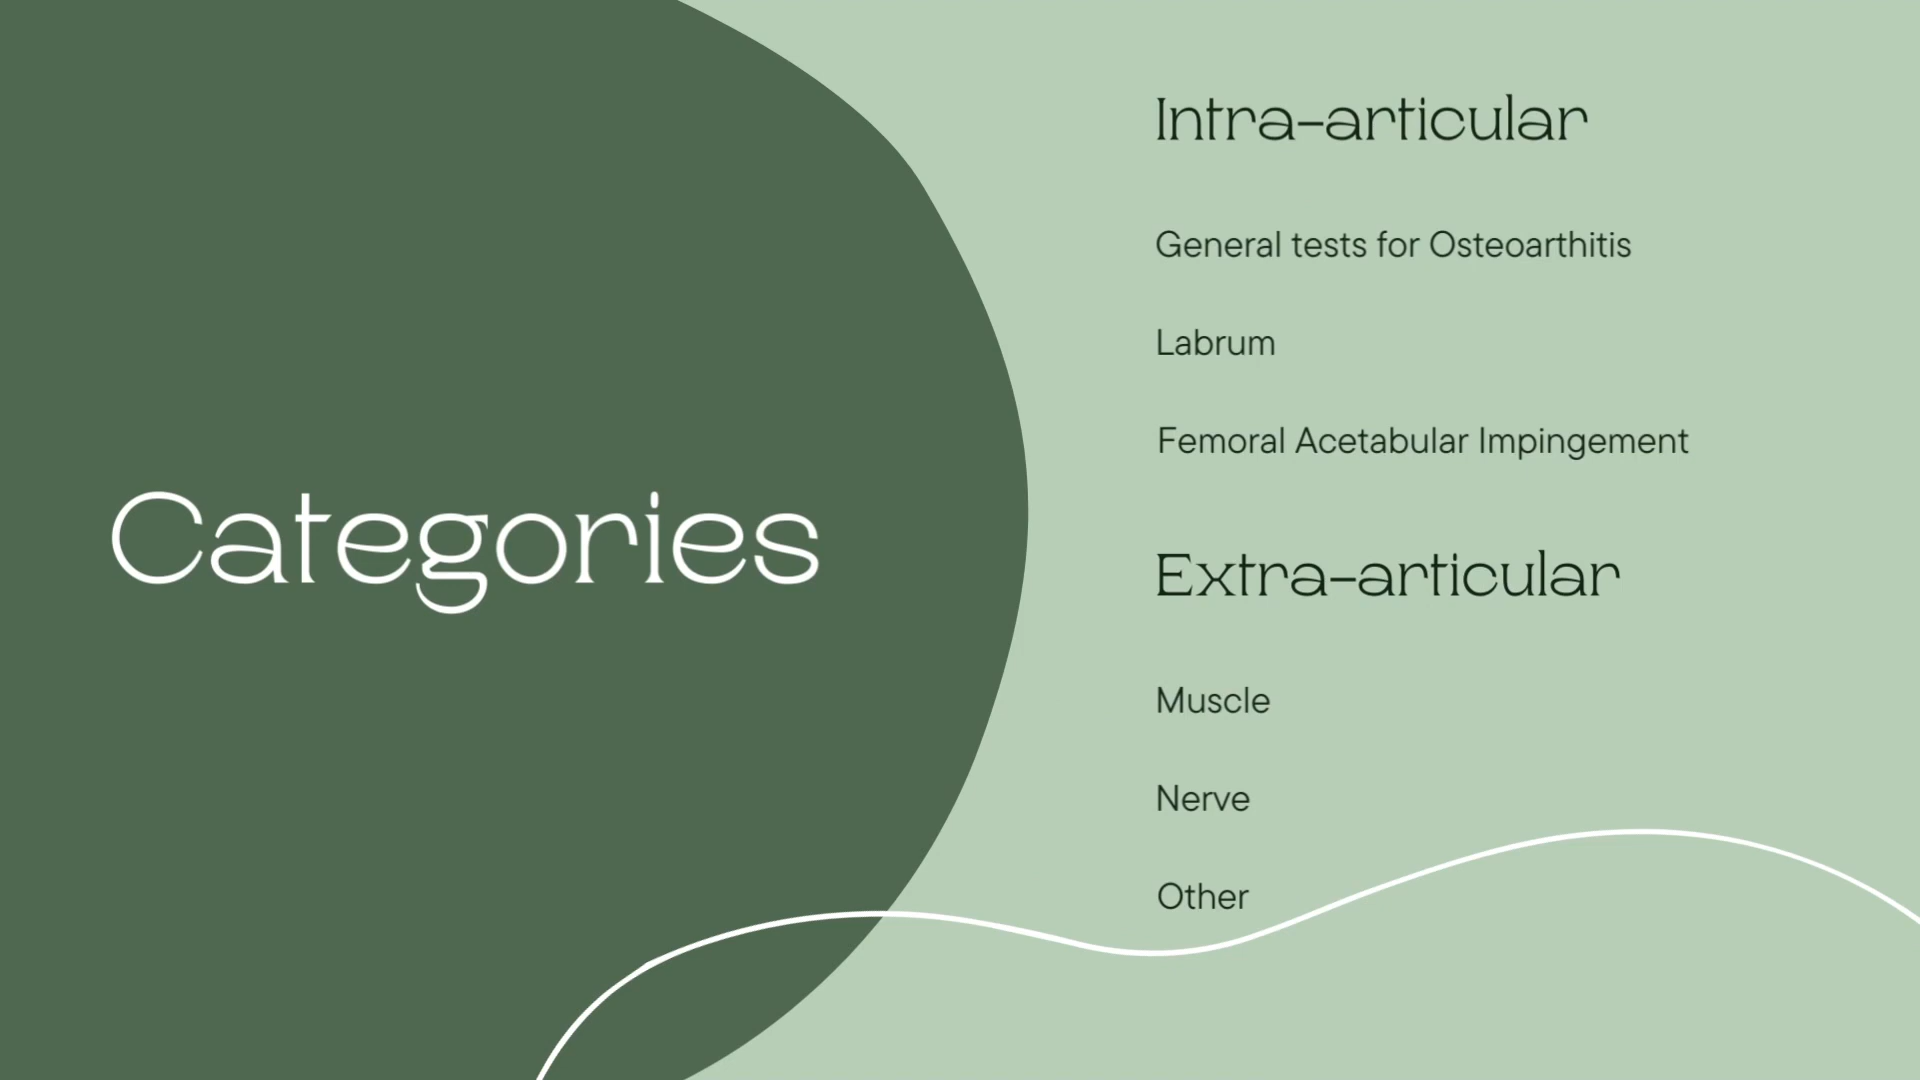 Categories
Intra-articular
General tests for Osteoarthitis
Labrum
Femoral Acetabular Impingement
Extra-articular
Muscle
Nerve
Other